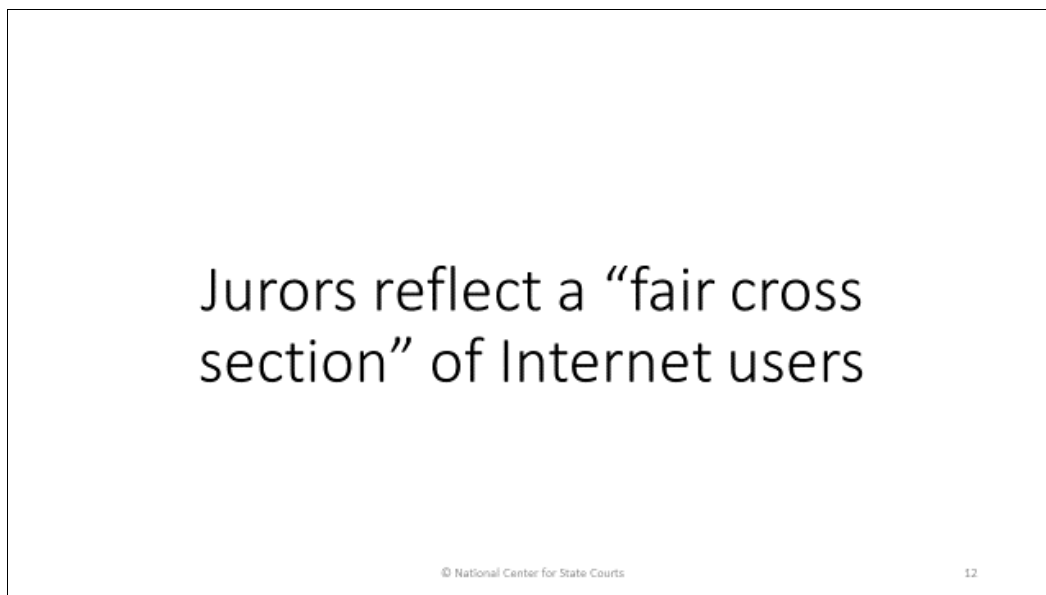 Jurors reflect a “fair cross
section” of Internet users
© National Center for State Courts
12